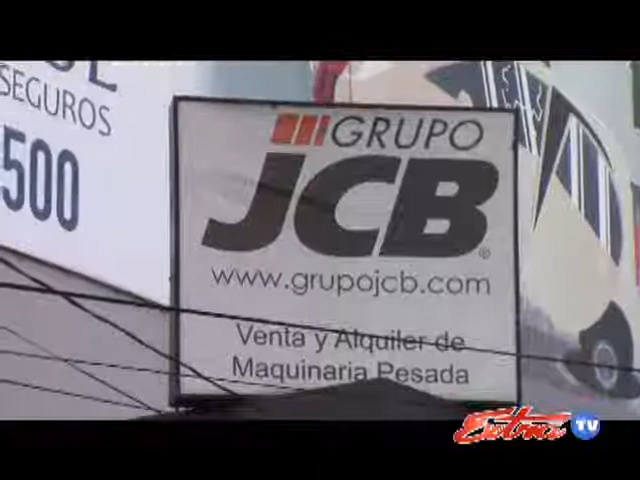 SEGUROS
500
GRUPO
JCB®
www.grupojcb.com
Venta y Alquiler de
Maquinaria Pesada
Extra TV